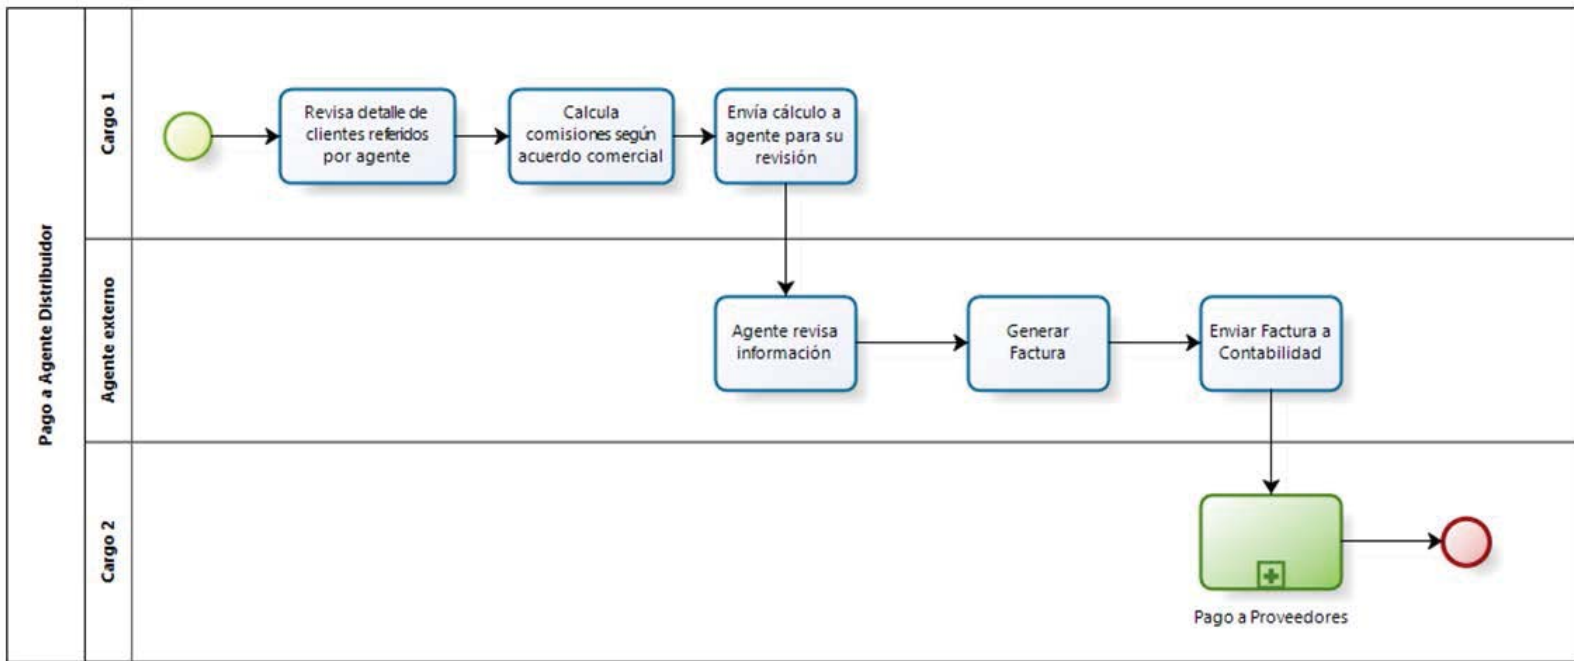 Pago a Agente Distribuidor
Cargo 1
Revisa detalle de
clientes referidos
por agente
Calcula
comisiones según
acuerdo comercial
Envía cálculo a
agente para su
revisión
Agente externo
Agente revisa
información
Generar
Factura
Enviar Factura a
Contabilidad
Cargo 2
Pago a Proveedores